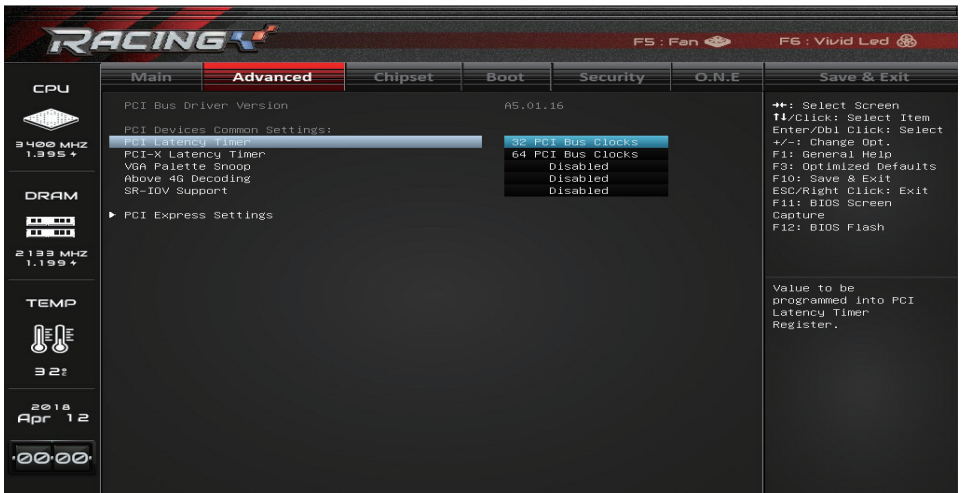 RACING
F5 : Fan
F6 : Vivid Led
Main Advanced Chipset Boot Security O.N.E Save & Exit
CPU
3400 MHZ
1.395 +
DRAM
2133 MHZ
1.199 +
TEMP
32
2018
Apr 12
00:00
PCI Bus Driver Version A5.01.16
PCI Devices Common Settings:
PCI Latency Timer 32 PCI Bus Clocks
PCI-X Latency Timer 64 PCI Bus Clocks
VGA Palette Snoop Disabled
Above 4G Decoding Disabled
SR-IOV Support Disabled
► PCI Express Settings
→←: Select Screen
↑↓/Click: Select Item
Enter/Dbl Click: Select
+/-: Change Opt.
F1: General Help
F3: Optimized Defaults
F10: Save & Exit
ESC/Right Click: Exit
F11: BIOS Screen
Capture
F12: BIOS Flash
Value to be
programmed into PCI
Latency Timer
Register.